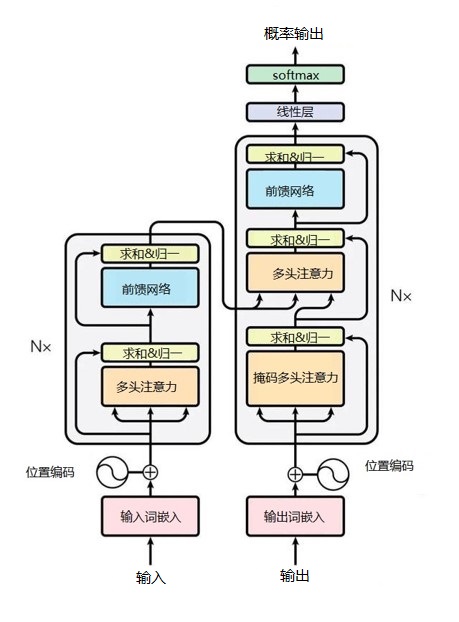 概率输出
softmax
线性层
求和&归一
前馈网络
求和&归一
多头注意力
求和&归一
掩码多头注意力
N×
位置编码
输出词嵌入
输出
求和&归一
前馈网络
N×
求和&归一
多头注意力
位置编码
输入词嵌入
输入